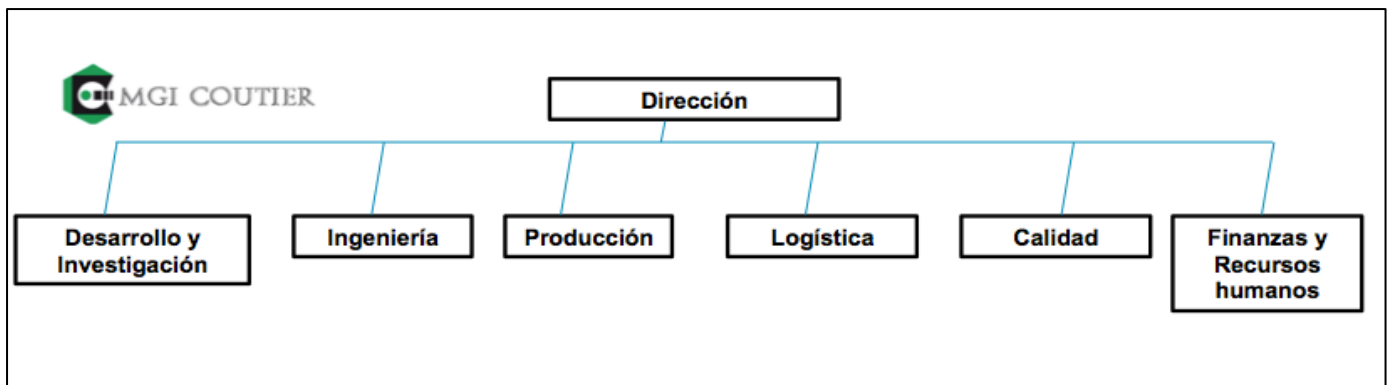 MGI COUTIER
Dirección
Desarrollo y
Investigación
Ingeniería
Producción
Logística
Calidad
Finanzas y
Recursos
humanos